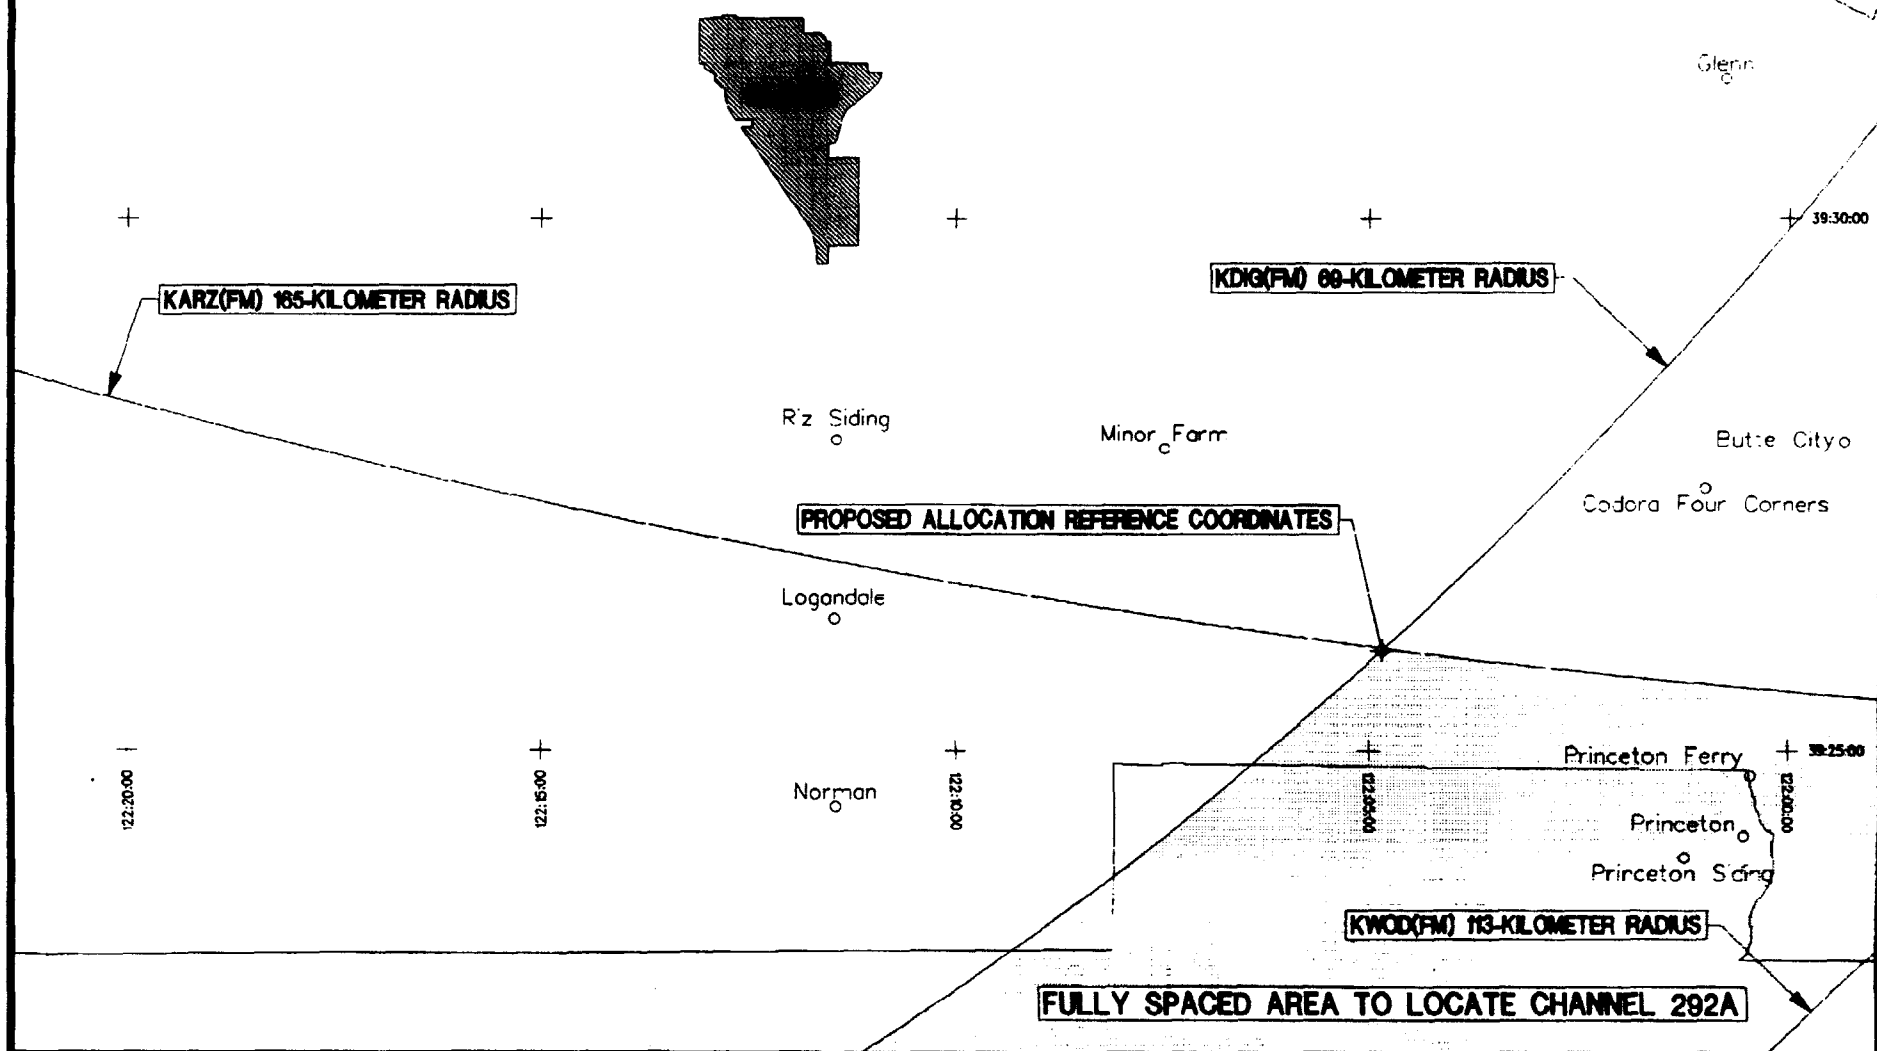 Glenn
39:30:00
KARZ(FM) 165-KILOMETER RADIUS
KDIG(FM) 69-KILOMETER RADIUS
Riz Siding
Minor Farm
Butte City
Codora Four Corners
PROPOSED ALLOCATION REFERENCE COORDINATES
Logandale
39:25:00
Princeton Ferry
122:20:00
122:15:00
122:10:00
122:05:00
122:00:00
Norman
Princeton
Princeton Siding
KWOD(FM) 113-KILOMETER RADIUS
FULLY SPACED AREA TO LOCATE CHANNEL 292A